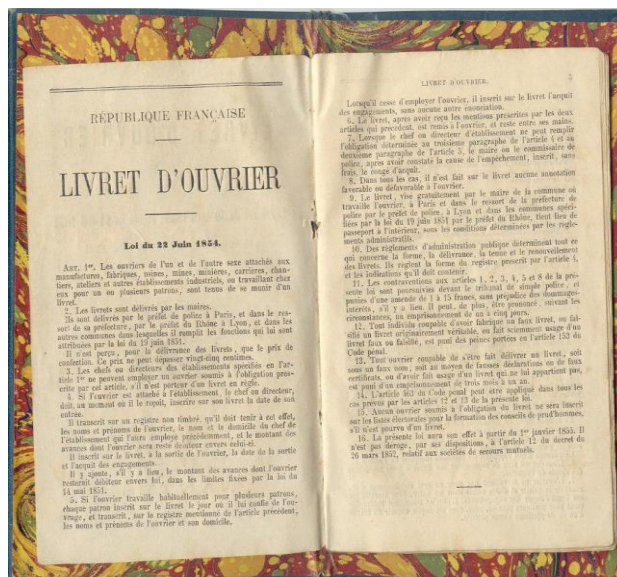 RÉPUBLIQUE FRANÇAISE
LIVRET D'OUVRIER
Loi du 22 Juin 1854.
ART. 1er. Les ouvriers de l'un et de l'autre sexe attachés aux
manufactures, fabriques, usines, mines, minières, carrières, chan-
tiers, ateliers et autres établissements industriels, ou travaillant chez
eux pour un ou plusieurs patrons, sont tenus de se munir d'un
livret.
2. Les livrets sont délivrés par les maires.
Ils sont délivrés par le préfet de police à Paris, et dans le res-
sort de sa préfecture, par le préfet du Rhône à Lyon, et dans les
autres communes dans lesquelles il remplit les fonctions qui lui sont
attribuées par la loi du 19 juin 1851.
Il n'est perçu, pour la délivrance des livrets, que le prix de
confection. Ce prix ne peut dépasser vingt-cinq centimes.
3. Les chefs ou directeurs des établissements spécifiés en l'ar-
ticle 1er ne peuvent employer un ouvrier soumis à l'obligation pres-
crite par cet article, s'il n'est porteur d'un livret en règle.
4. Si l'ouvrier est attaché à l'établissement, le chef ou directeur,
doit, au moment où il le reçoit, inscrire sur son livret la date de son
entrée.
Il transcrit sur un registre non timbré, qu'il doit tenir à cet effet,
les noms et prénoms de l'ouvrier, le nom et le domicile du chef de
l'établissement qui l'aura employé précédemment, et le montant des
avances dont l'ouvrier sera resté débiteur envers celui-ci.
Il inscrit sur le livret, à la sortie de l'ouvrier, la date de la sortie
et l'acquit des engagements.
Il y ajoute, s'il y a lieu, le montant des avances dont l'ouvrier
resterait débiteur envers lui, dans les limites fixées par la loi du
14 mai 1851.
5. Si l'ouvrier travaille habituellement pour plusieurs patrons,
chaque patron inscrit sur le livret le jour où il lui confie de l'ou-
vrage, et transcrit, sur le registre mentionné de l'article précédent,
les noms et prénoms de l'ouvrier et son domicile.
LIVRET D'OUVRIER.
Lorsqu'il cesse d'employer l'ouvrier, il inscrit sur le livret l'acquit
des engagements, sans aucune autre énonciation.
6. Le livret, après avoir reçu les mentions prescrites par les deux
articles qui précèdent, est remis à l'ouvrier, et reste entre ses mains.
7. Lorsque le chef ou directeur d'établissement ne peut remplir
l'obligation déterminée au troisième paragraphe de l'article 4 et au
deuxième paragraphe de l'article 5, le maire ou le commissaire de
police, après avoir constaté la cause de l'empêchement, inscrit, sans
frais, le congé d'acquit.
8. Dans tous les cas, il n'est fait sur le livret aucune annotation
favorable ou défavorable à l'ouvrier.
9. Le livret, visé gratuitement par le maire de la commune où
travaille l'ouvrier, à Paris et dans le ressort de la préfecture de
police par le préfet de police, à Lyon et dans les communes spéci-
fiées par la loi du 19 juin 1851 par le préfet du Rhône, tient lieu de
passeport à l'intérieur, sous les conditions déterminées par les règle-
ments administratifs.
10. Des règlements d'administration publique déterminent tout ce
qui concerne la forme, la délivrance, la tenue et le renouvellement
des livrets. Ils règlent la forme du registre prescrit par l'article 4,
et les indications qu'il doit contenir.
11. Les contraventions aux articles 1, 2, 3, 4, 5 et 8 de la pré-
sente loi sont poursuivies devant le tribunal de simple police, et
punies d'une amende de 1 à 15 francs, sans préjudice des dommages-
intérêts, s'il y a lieu. Il peut, de plus, être prononcé, suivant les
circonstances, un emprisonnement de un à cinq jours.
12. Tout individu coupable d'avoir fabriqué un faux livret, ou fal-
sifié un livret originairement véritable, ou fait sciemment usage d'un
livret faux ou falsifié, est puni des peines portées en l'article 153 du
Code pénal.
13. Tout ouvrier coupable de s'être fait délivrer un livret, soit
sous un faux nom, soit au moyen de fausses déclarations ou de faux
certificats, ou d'avoir fait usage d'un livret qui ne lui appartient pas,
est puni d'un emprisonnement de trois mois à un an.
14. L'article 463 du Code pénal peut être appliqué dans tous les
cas prévus par les articles 12 et 13 de la présente loi.
15. Aucun ouvrier soumis à l'obligation du livret ne sera inscrit
sur les listes électorales pour la formation des conseils de prud'hommes,
s'il n'est pourvu d'un livret.
16. La présente loi aura son effet à partir du 1er janvier 1855. Il
n'est pas dérogé, par ses dispositions, à l'article 12 du décret du
26 mars 1852, relatif aux sociétés de secours mutuels.